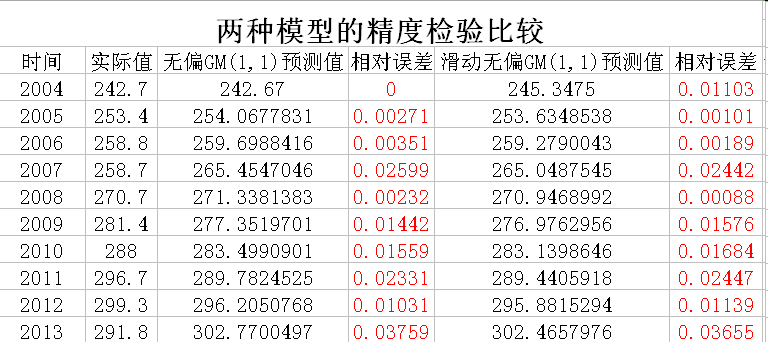 两种模型的精度检验比较
时间 实际值 无偏GM(1,1)预测值 相对误差 滑动无偏GM(1,1)预测值 相对误差
2004 242.7 242.67 0 245.3475 0.01103
2005 253.4 254.0677831 0.00271 253.6348538 0.00101
2006 258.8 259.6988416 0.00351 259.2790043 0.00189
2007 258.7 265.4547046 0.02599 265.0487545 0.02442
2008 270.7 271.3381383 0.00232 270.9468992 0.00088
2009 281.4 277.3519701 0.01442 276.9762956 0.01576
2010 288 283.4990901 0.01559 283.1398646 0.01684
2011 296.7 289.7824525 0.02331 289.4405918 0.02447
2012 299.3 296.2050768 0.01031 295.8815294 0.01139
2013 291.8 302.7700497 0.03759 302.4657976 0.03655